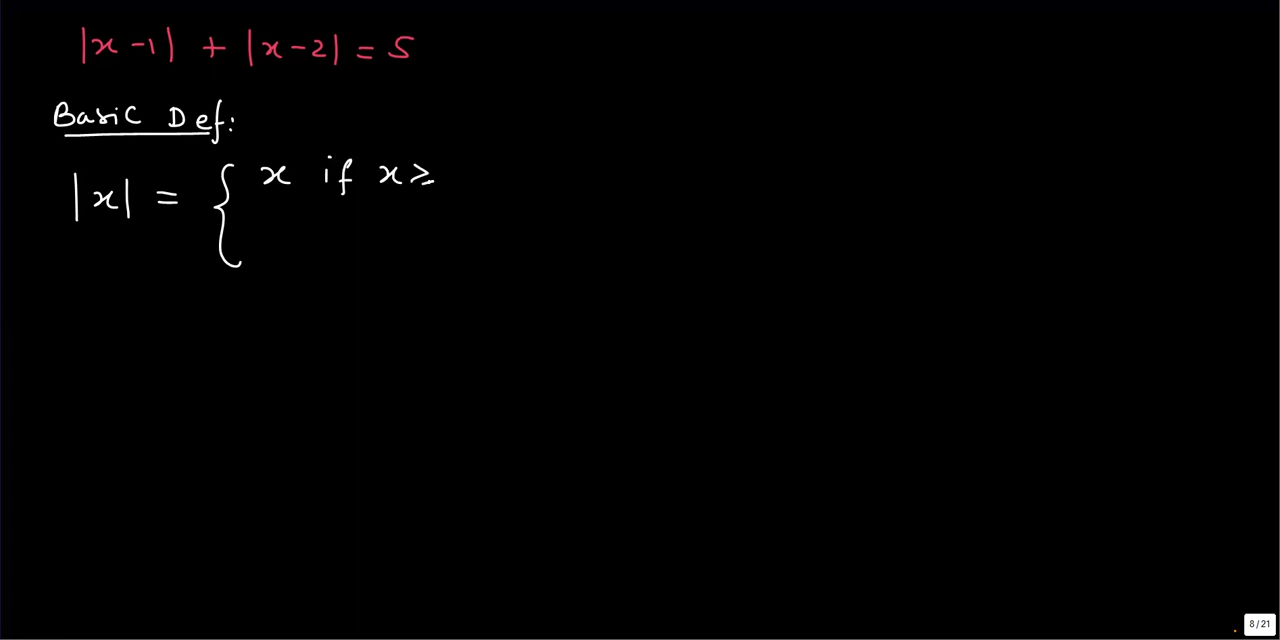 |x-1| + |x-2| = 5
Basic Def:
|x| = { x if x ≥
8/21